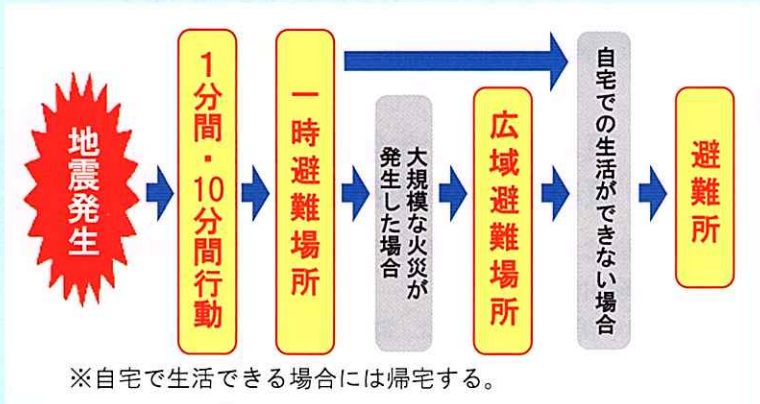 地震発生
1分間・10分間行動
一時避難場所
大規模な火災が
発生した場合
広域避難場所
自宅での生活ができない場合
避難所
※自宅で生活できる場合には帰宅する。